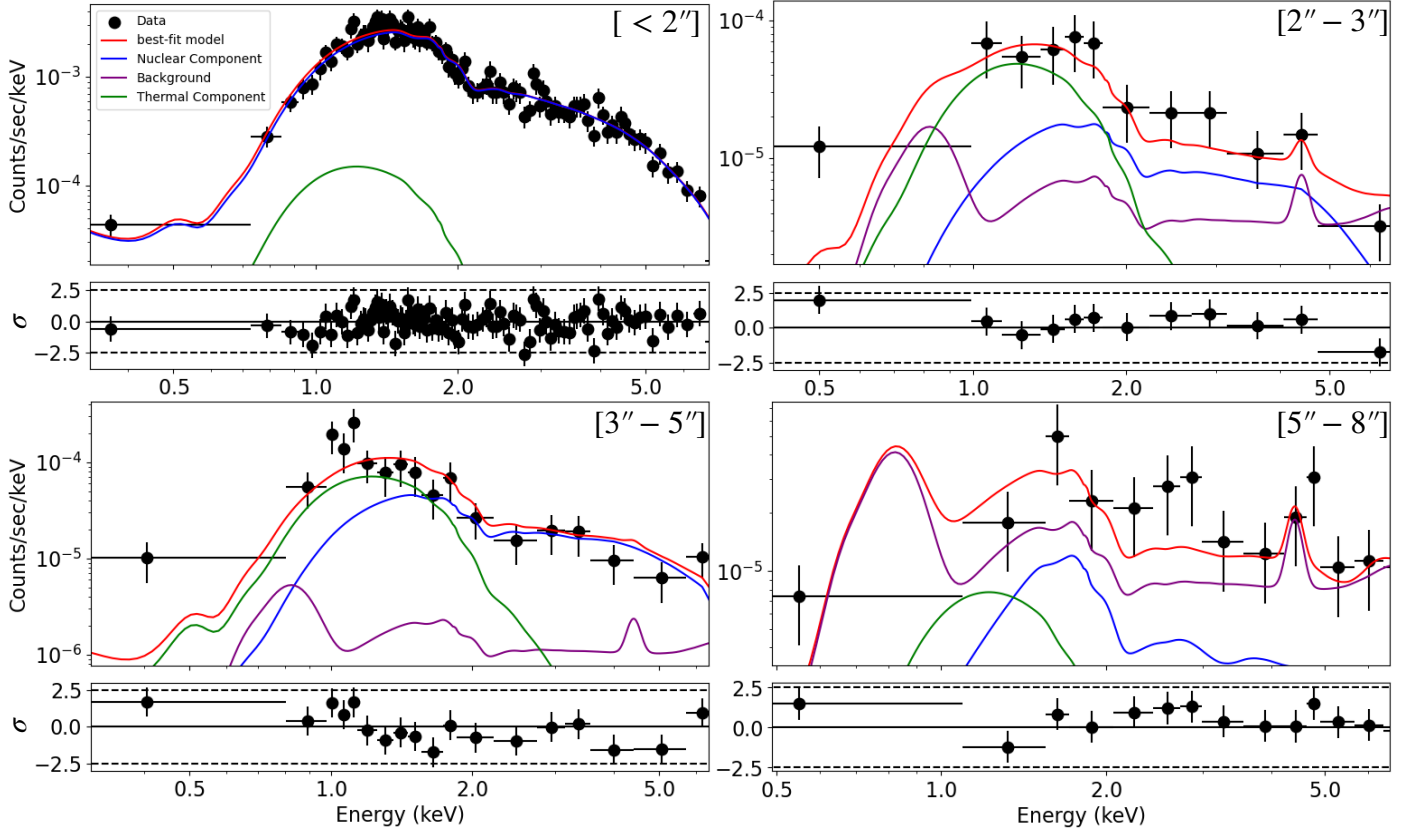 Data
best-fit model
Nuclear Component
Background
Thermal Component
[ < 2″]
10⁻³
10⁻⁴
Counts/sec/keV
2.5
0.0
−2.5
σ
0.5 1.0 2.0 5.0
[2″ − 3″]
10⁻⁴
10⁻⁵
2.5
0.0
−2.5
0.5 1.0 2.0 5.0
[3″ − 5″]
10⁻⁴
10⁻⁵
10⁻⁶
Counts/sec/keV
2.5
0.0
−2.5
σ
0.5 1.0 2.0 5.0
Energy (keV)
[5″ − 8″]
10⁻⁵
2.5
0.0
−2.5
0.5 1.0 2.0 5.0
Energy (keV)